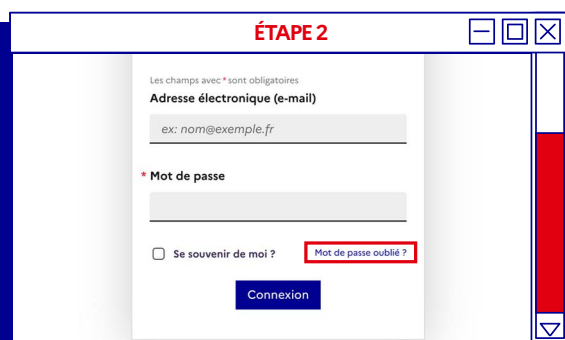 ÉTAPE 2
Les champs avec * sont obligatoires
Adresse électronique (e-mail)
ex: nom@exemple.fr
* Mot de passe
Se souvenir de moi ? Mot de passe oublié ?
Connexion